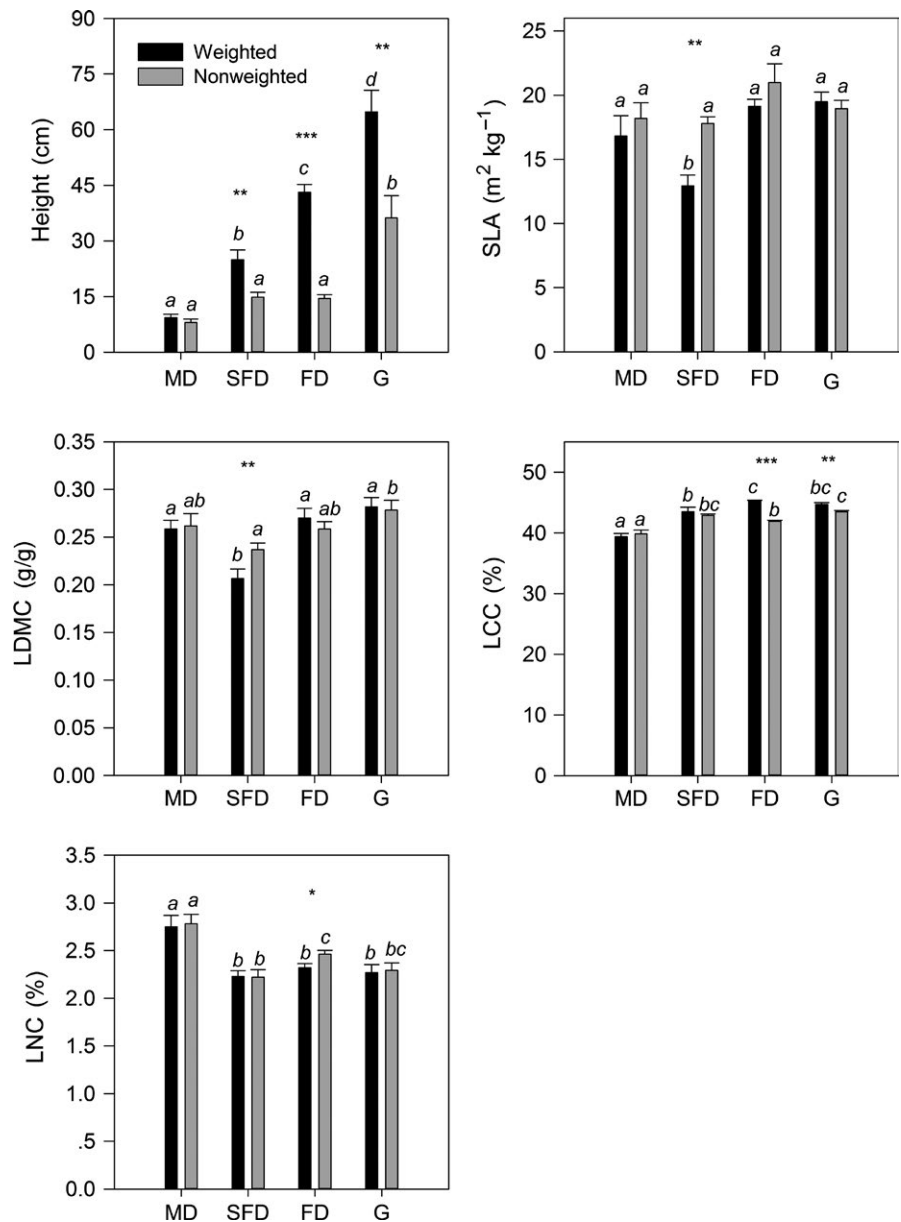 90
75
60
45
30
15
0
Height (cm)
Weighted
Nonweighted
a a
** b a
*** c a
** d b
MD SFD FD G
25
20
15
10
5
0
SLA (m² kg⁻¹)
a a
** b a
a a
a a
MD SFD FD G
0.35
0.30
0.25
0.20
0.15
0.10
0.05
0.00
LDMC (g/g)
a ab
** b a
a ab
a b
MD SFD FD G
50
40
30
20
10
0
LCC (%)
a a
b bc
*** c b
** bc c
MD SFD FD G
3.5
3.0
2.5
2.0
1.5
1.0
.5
0.0
LNC (%)
a a
b b
* b c
b bc
MD SFD FD G